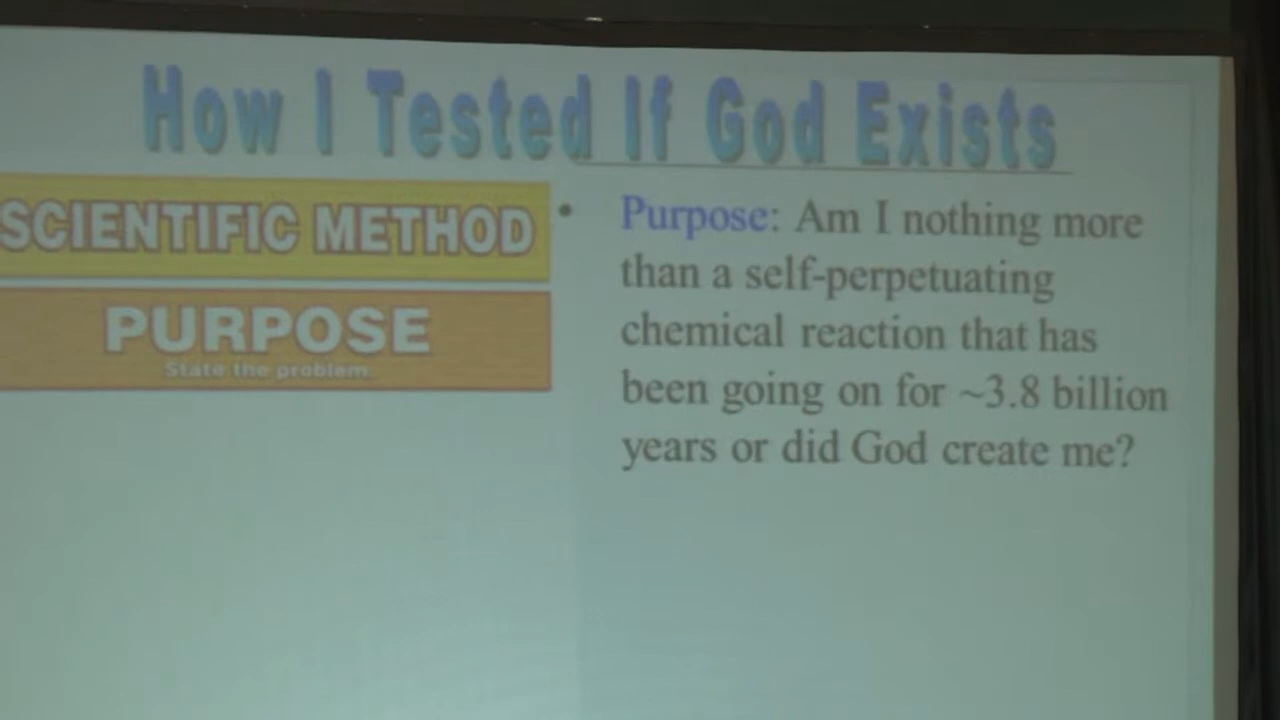 How I Tested If God Exists
SCIENTIFIC METHOD
PURPOSE
State the problem.
• Purpose: Am I nothing more
than a self-perpetuating
chemical reaction that has
been going on for ~3.8 billion
years or did God create me?